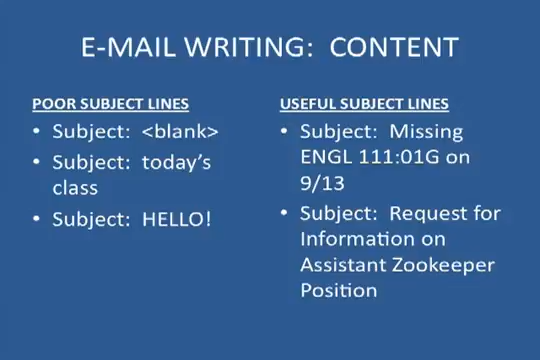 E-MAIL WRITING:  CONTENT
POOR SUBJECT LINES
• Subject:  <blank>
• Subject:  today’s
class
• Subject:  HELLO!
USEFUL SUBJECT LINES
• Subject:  Missing
ENGL 111:01G on
9/13
• Subject:  Request for
Information on
Assistant Zookeeper
Position